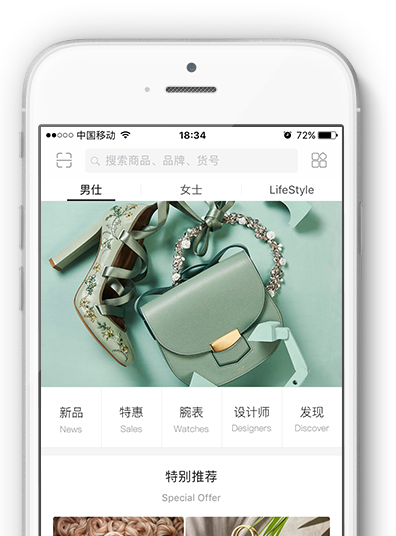 ●●○○○ 中国移动 18:34 72%
搜索商品、品牌、货号
男仕 女士 LifeStyle
新品 特惠 腕表 设计师 发现
News Sales Watches Designers Discover
特别推荐
Special Offer